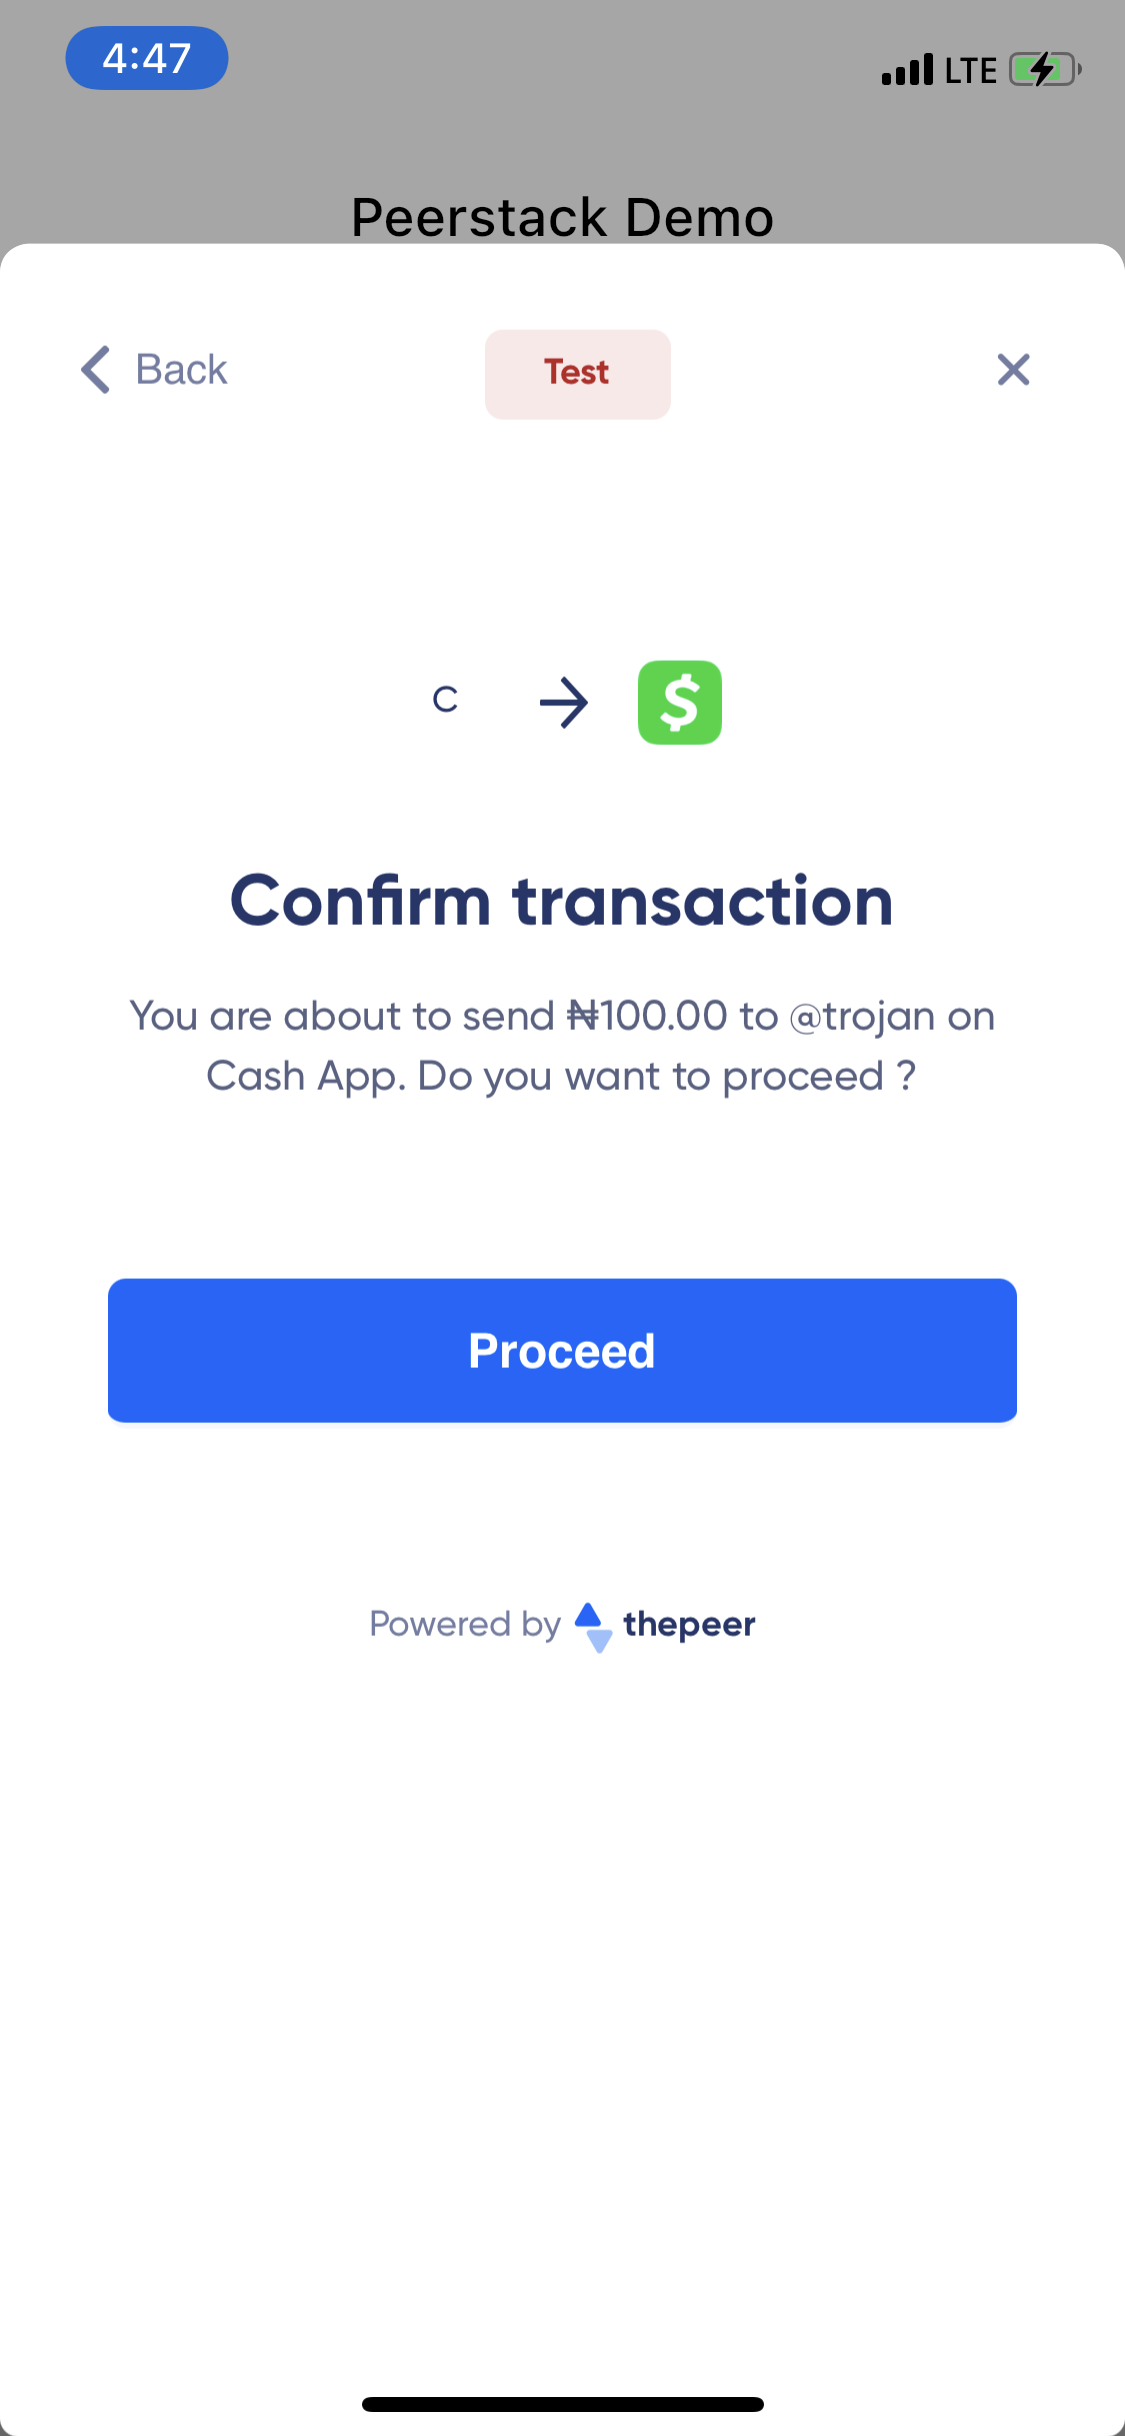 4:47
LTE
Peerstack Demo
Back
Test
C
$
Confirm transaction
You are about to send ₦100.00 to @trojan on
Cash App. Do you want to proceed ?
Proceed
Powered by thepeer